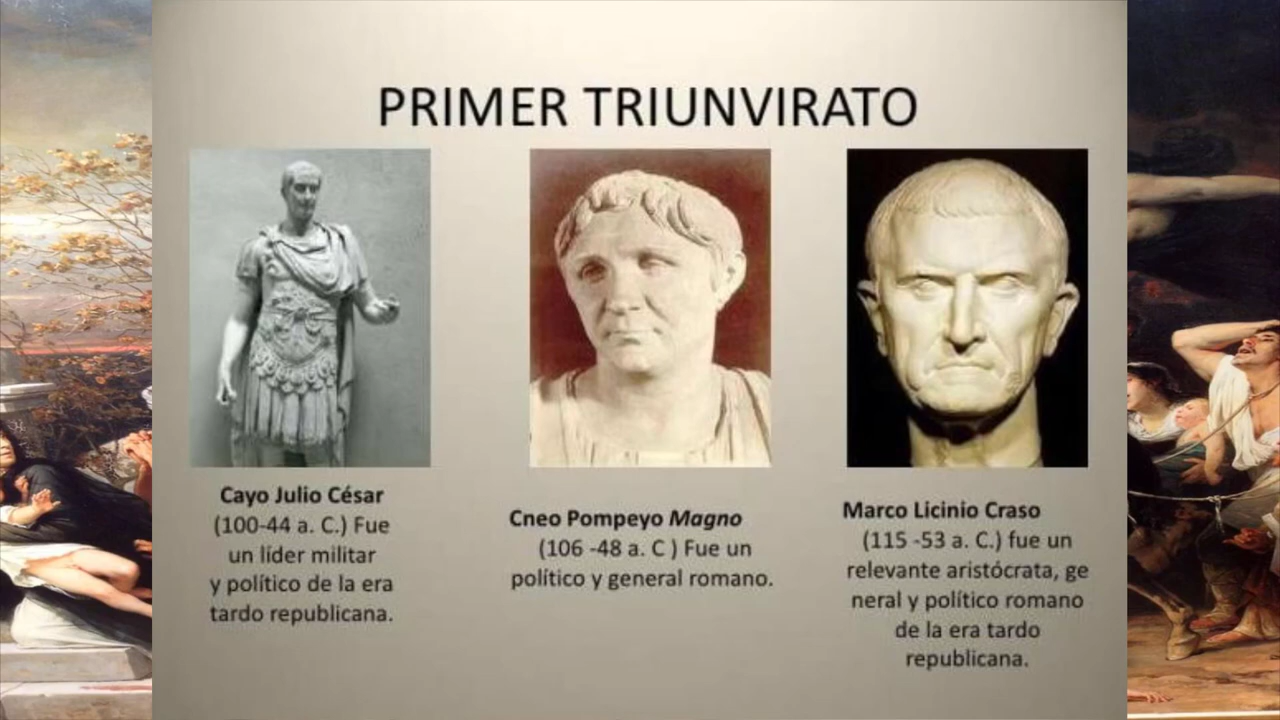 PRIMER TRIUNVIRATO
Cayo Julio César
(100-44 a. C.) Fue
un líder militar
y político de la era
tardo republicana.
Cneo Pompeyo Magno
(106 -48 a. C ) Fue un
político y general romano.
Marco Licinio Craso
(115 -53 a. C.) fue un
relevante aristócrata, ge
neral y político romano
de la era tardo
republicana.